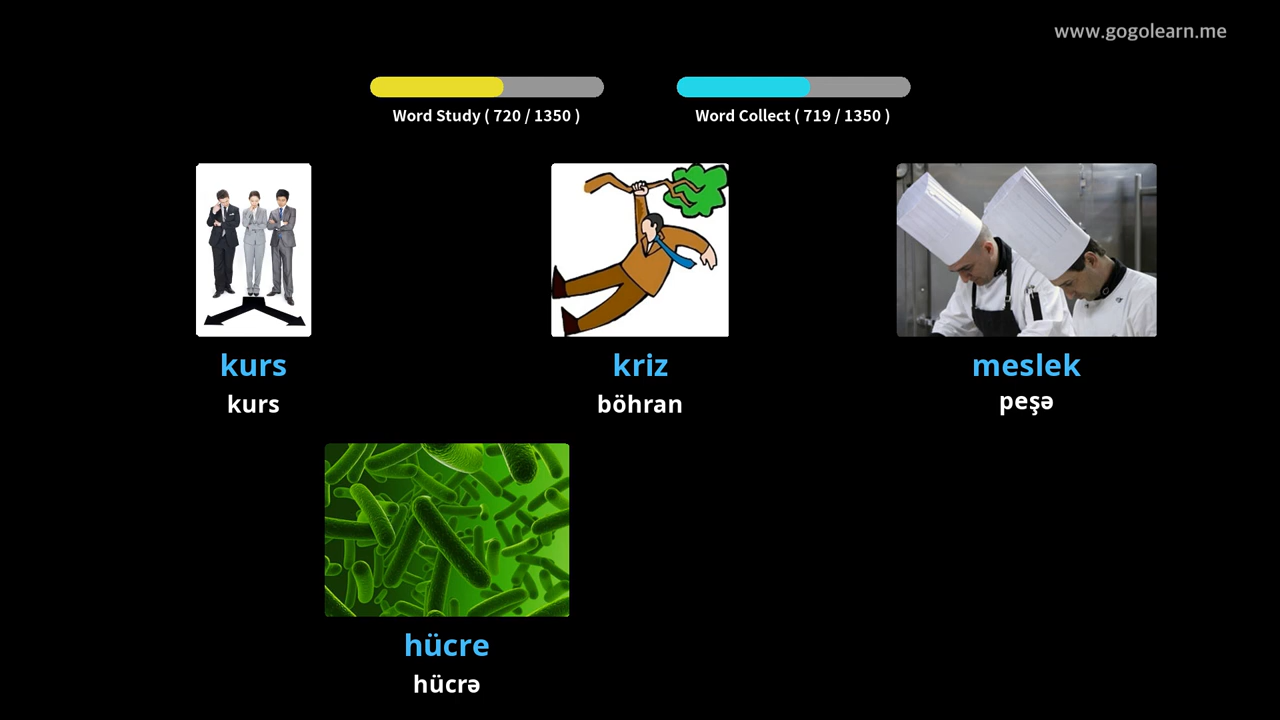 www.gogolearn.me
Word Study ( 720 / 1350 )
Word Collect ( 719 / 1350 )
kurs
kurs
kriz
böhran
meslek
peşə
hücre
hücrə